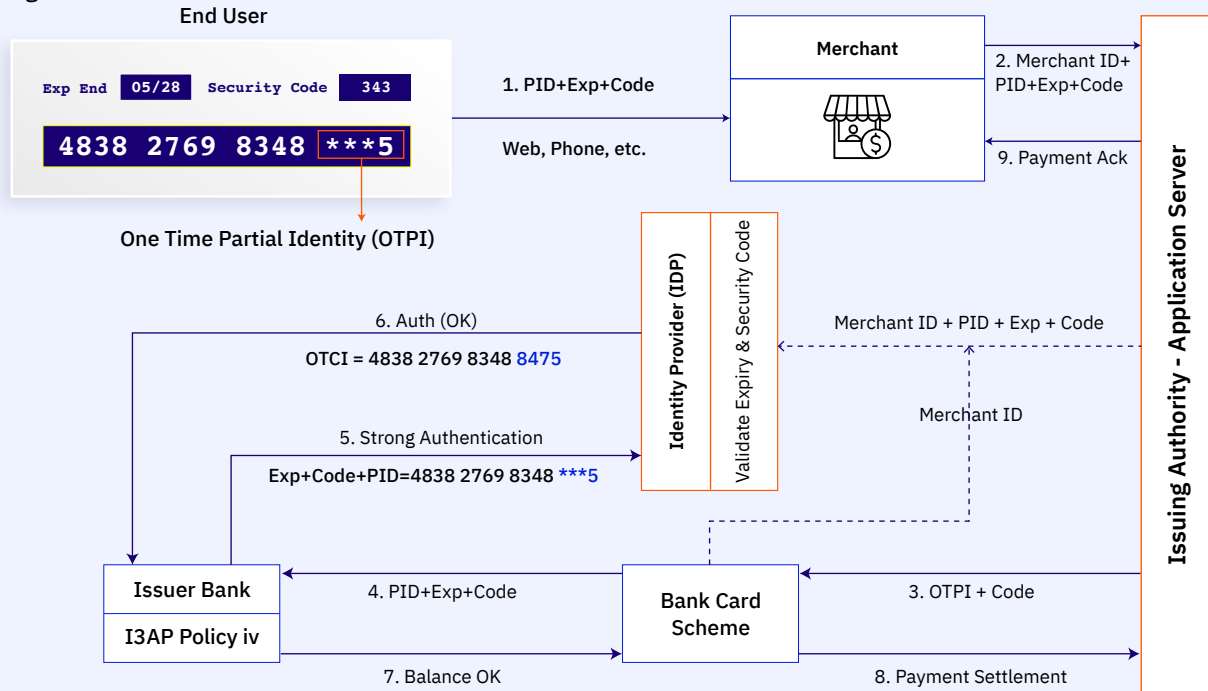 End User
Exp End 05/28 Security Code 343
4838 2769 8348 ***5
One Time Partial Identity (OTPI)
1. PID+Exp+Code
Web, Phone, etc.
Merchant
$
2. Merchant ID+
PID+Exp+Code
9. Payment Ack
Issuing Authority - Application Server
Identity Provider (IDP)
Validate Expiry & Security Code
Merchant ID + PID + Exp + Code
Merchant ID
6. Auth (OK)
OTCI = 4838 2769 8348 8475
5. Strong Authentication
Exp+Code+PID=4838 2769 8348 ***5
Issuer Bank
I3AP Policy iv
4. PID+Exp+Code
Bank Card
Scheme
3. OTPI + Code
7. Balance OK
8. Payment Settlement